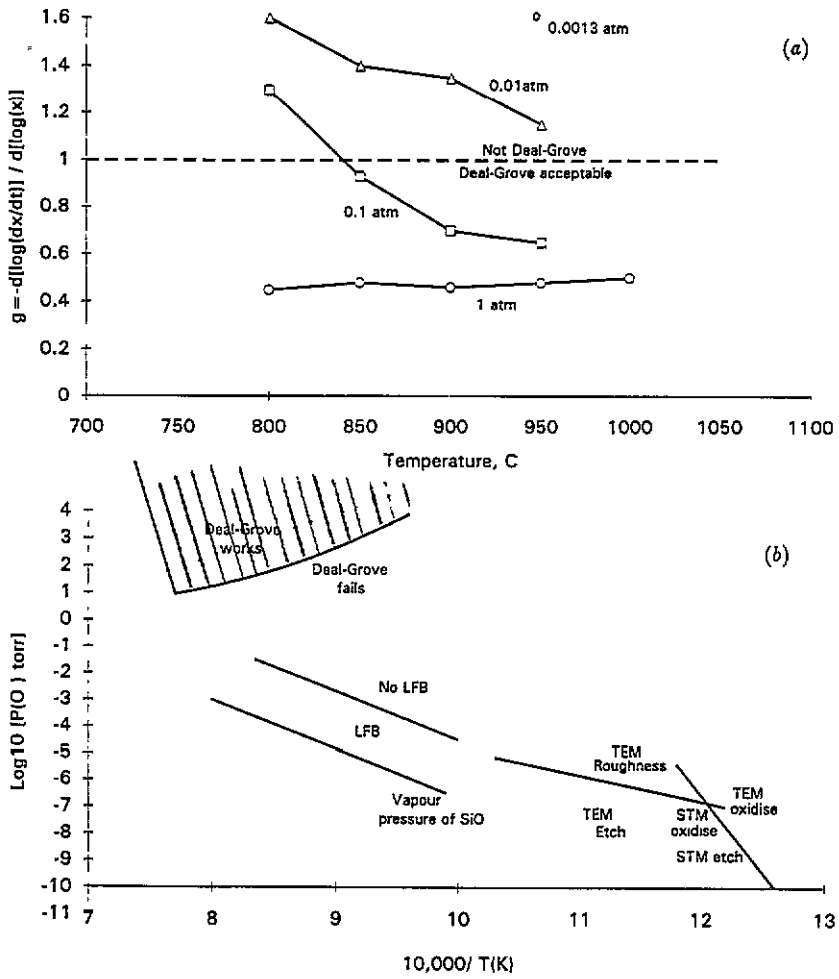 (a)
g=-d[log(dx/dt)] / d[log(x)]
1.6
1.4
1.2
1
0.8
0.6
0.4
0.2
0
0.0013 atm
0.01atm
Not Deal-Grove
Deal-Grove acceptable
0.1 atm
1 atm
700 750 800 850 900 950 1000 1050 1100
Temperature, C
(b)
Log10 [P(O ) torr]
4
3
2
1
0
-1
-2
-3
-4
-5
-6
-7
-8
-9
-10
-11
Deal-Grove
works
Deal-Grove
fails
No LFB
LFB
Vapour
pressure of SiO
TEM
Roughness
TEM
oxidise
TEM
Etch
STM
oxidise
STM etch
7 8 9 10 11 12 13
10,000/ T(K)